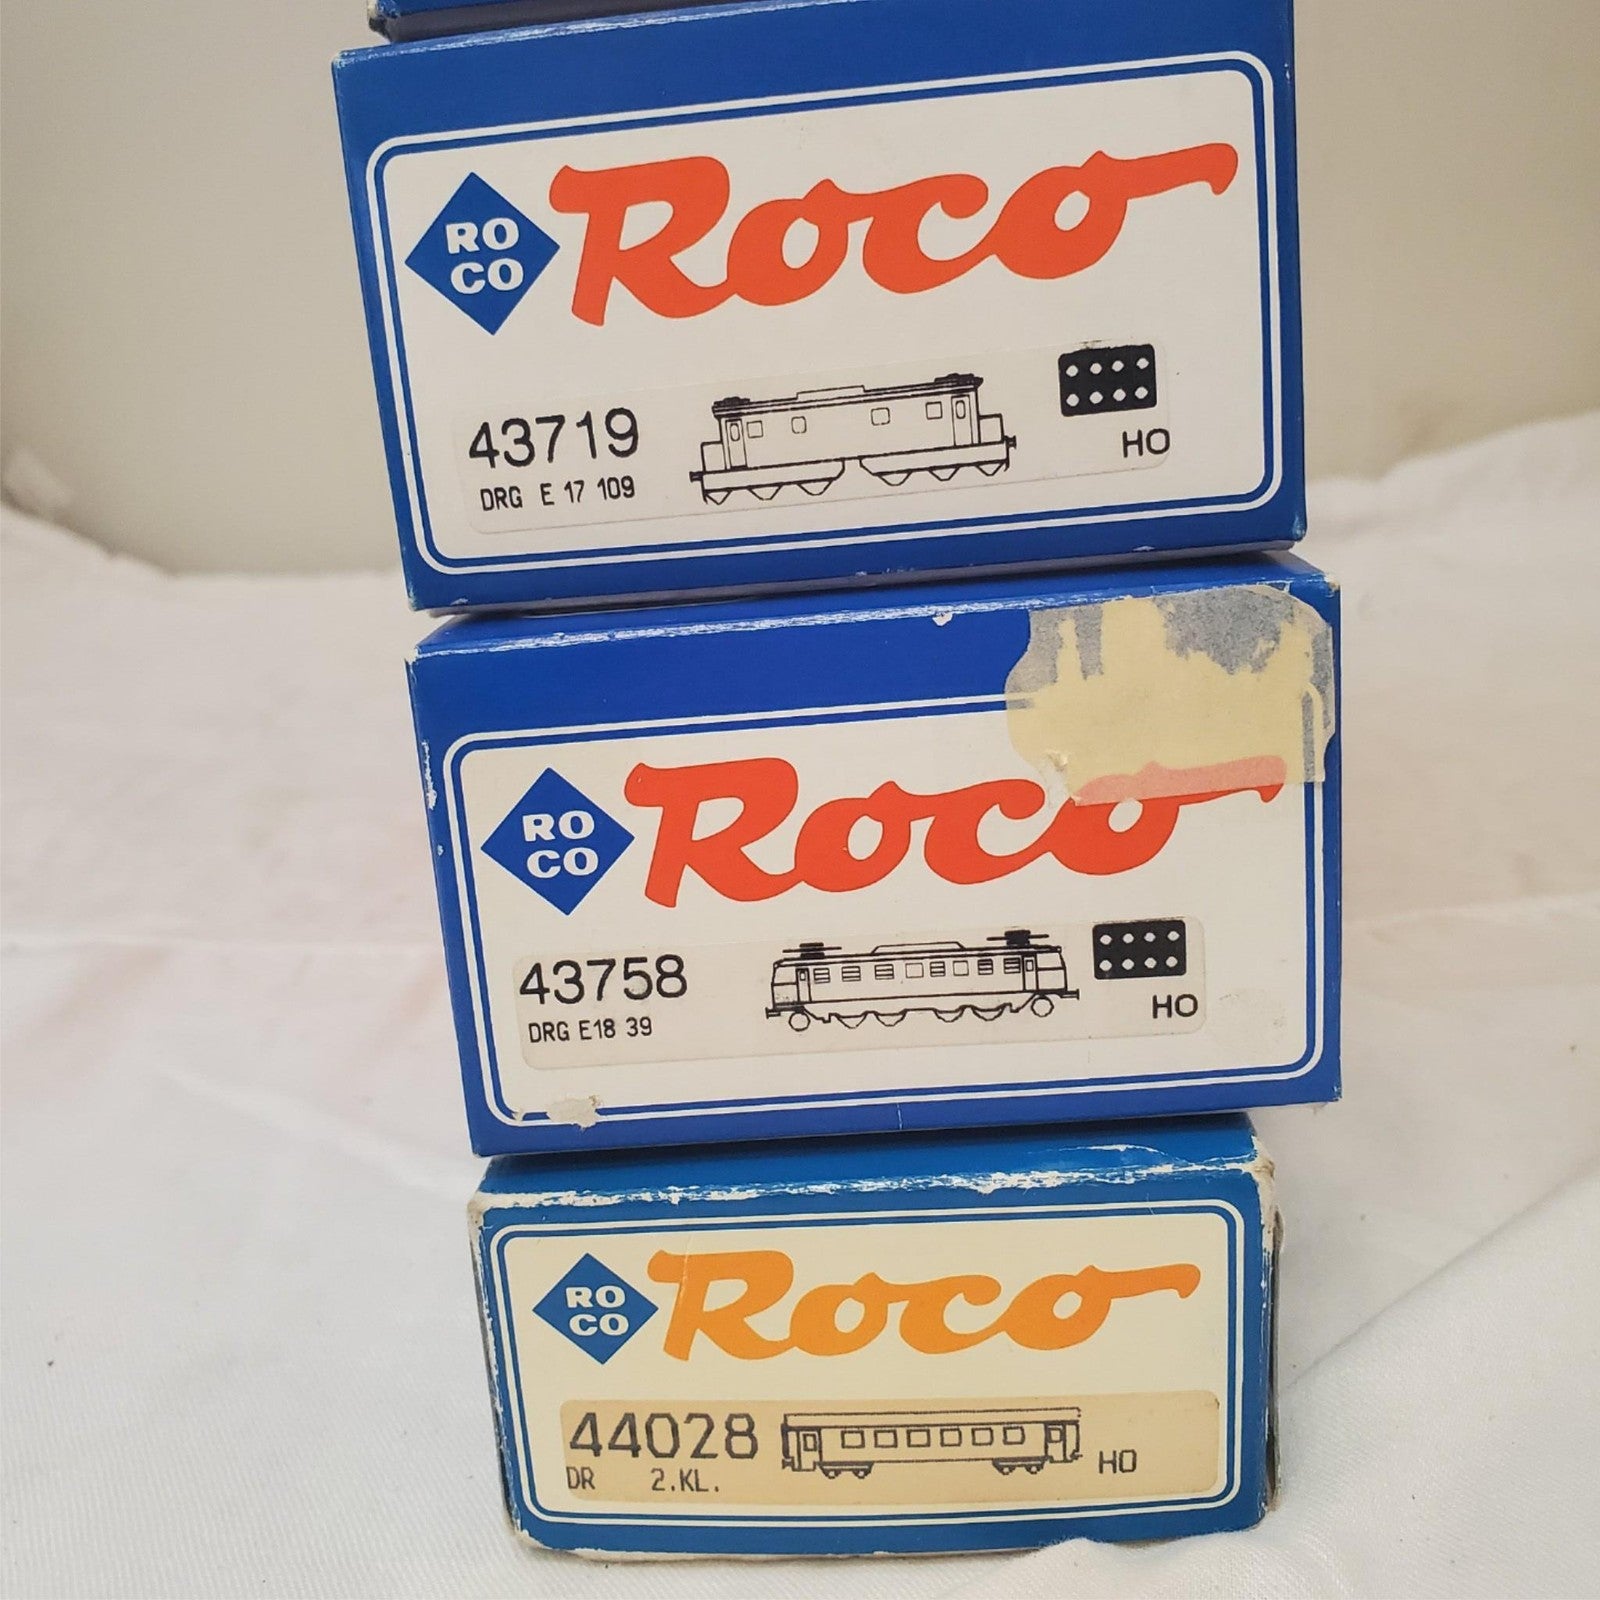 RO
CO
Roco
43719
DRG E 17 109
HO
RO
CO
Roco
43758
DRG E18 39
HO
RO
CO
Roco
44028
DR 2.KL.
HO